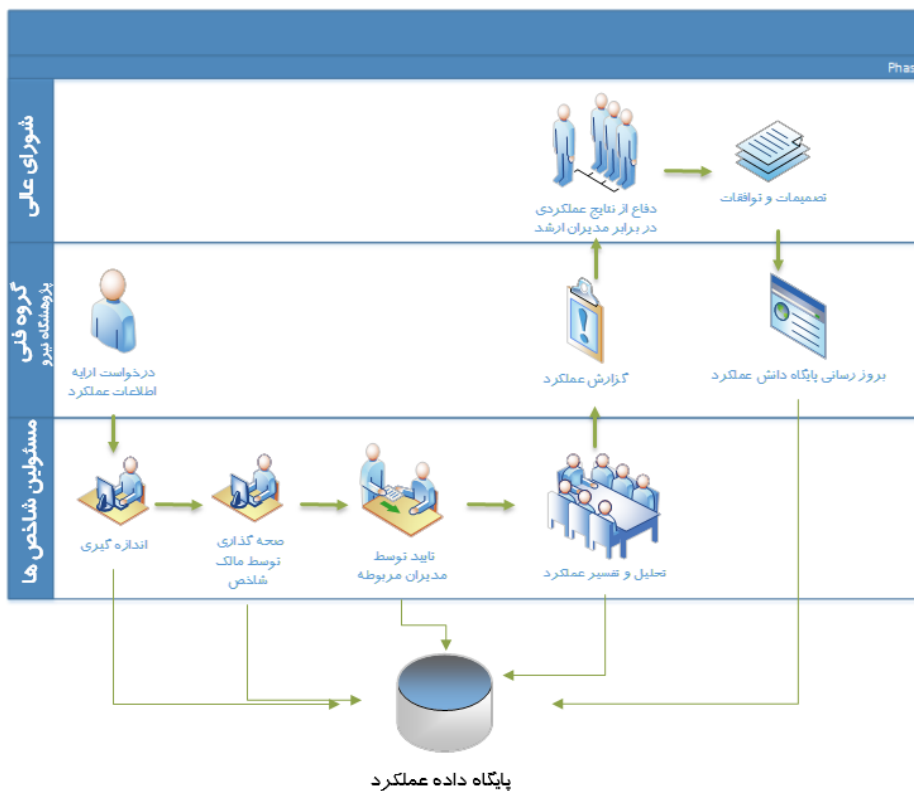 Phas
شورای عالی
دفاع از نتایج عملکردی
در برابر مدیران ارشد
تصمیمات و توافقات
گروه فنی
پژوهشگاه نیرو
درخواست ارایه
اطلاعات عملکرد
گزارش عملکرد
بروز رسانی پایگاه دانش عملکرد
مسئولین شاخص ها
اندازه گیری
صحه گذاری
توسط مالک
شاخص
تایید توسط
مدیران مربوطه
تحلیل و تفسیر عملکرد
پایگاه داده عملکرد